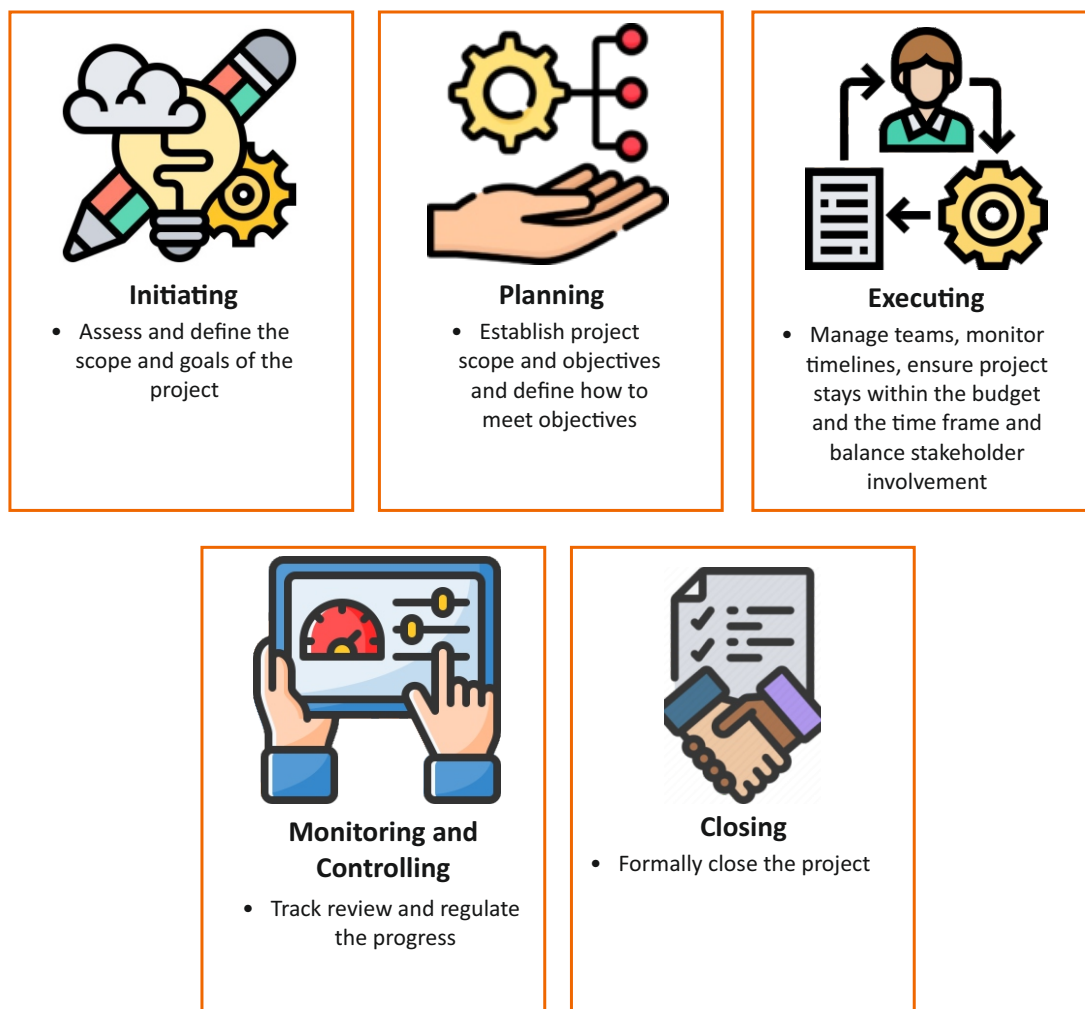 Initiating
• Assess and define the
scope and goals of the
project
Planning
• Establish project
scope and objectives
and define how to
meet objectives
Executing
• Manage teams, monitor
timelines, ensure project
stays within the budget
and the time frame and
balance stakeholder
involvement
Monitoring and
Controlling
• Track review and regulate
the progress
Closing
• Formally close the project